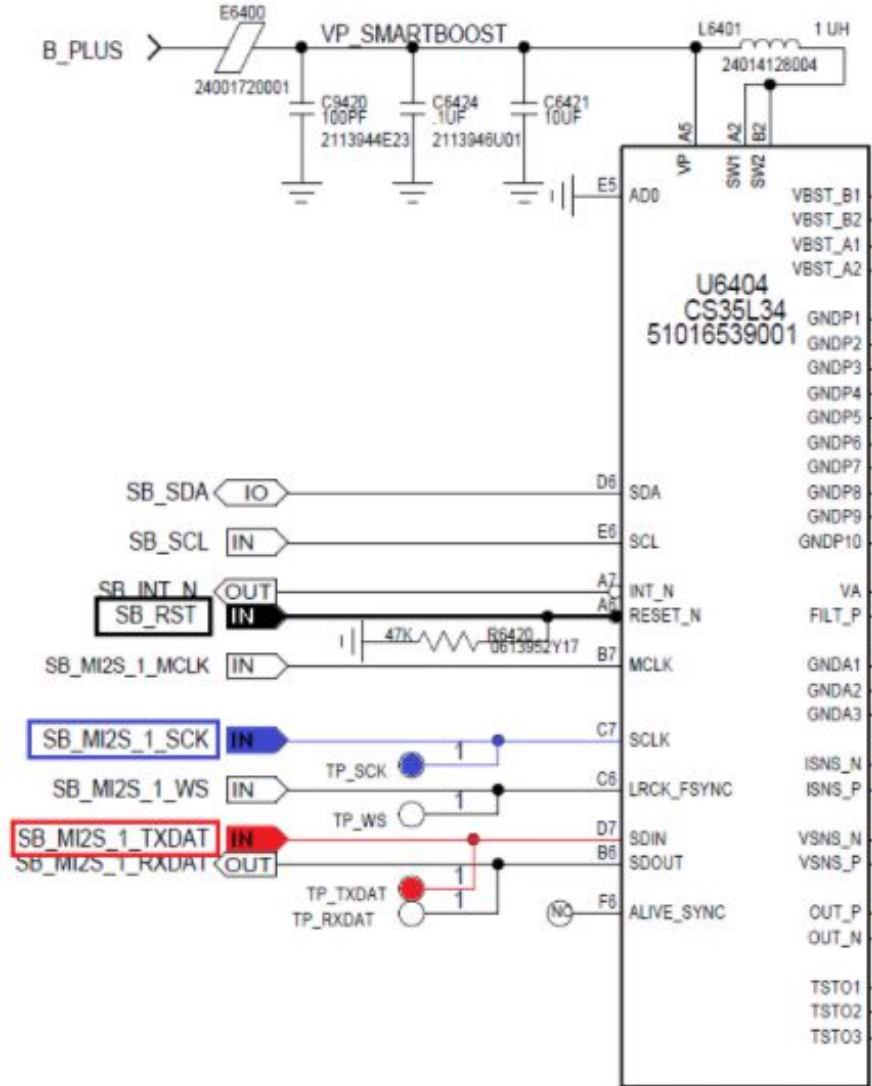 E6400
B_PLUS
24001720001
VP_SMARTBOOST
C9420
100PF
2113944E23
C6424
.1UF
2113946U01
C6421
10UF
L6401
1 UH
24014128004
A5
A2
B2
VP
SW1
SW2
E5
AD0
U6404
CS35L34
51016539001
VBST_B1
VBST_B2
VBST_A1
VBST_A2
GNDP1
GNDP2
GNDP3
GNDP4
GNDP5
GNDP6
GNDP7
GNDP8
GNDP9
GNDP10
SB_SDA IO D6 SDA
SB_SCL IN E6 SCL
SB_INT_N OUT A7 INT_N VA
SB_RST IN A6 RESET_N FILT_P
47K R6420
0613952Y17
SB_MI2S_1_MCLK IN B7 MCLK GNDA1
GNDA2
GNDA3
SB_MI2S_1_SCK IN C7 SCLK
TP_SCK 1
ISNS_N
SB_MI2S_1_WS IN C6 LRCK_FSYNC ISNS_P
TP_WS 1
SB_MI2S_1_TXDAT IN D7 SDIN VSNS_N
SB_MI2S_1_RXDAT OUT B6 SDOUT VSNS_P
TP_TXDAT 1
TP_RXDAT 1
NC F6 ALIVE_SYNC OUT_P
OUT_N
TSTO1
TSTO2
TSTO3